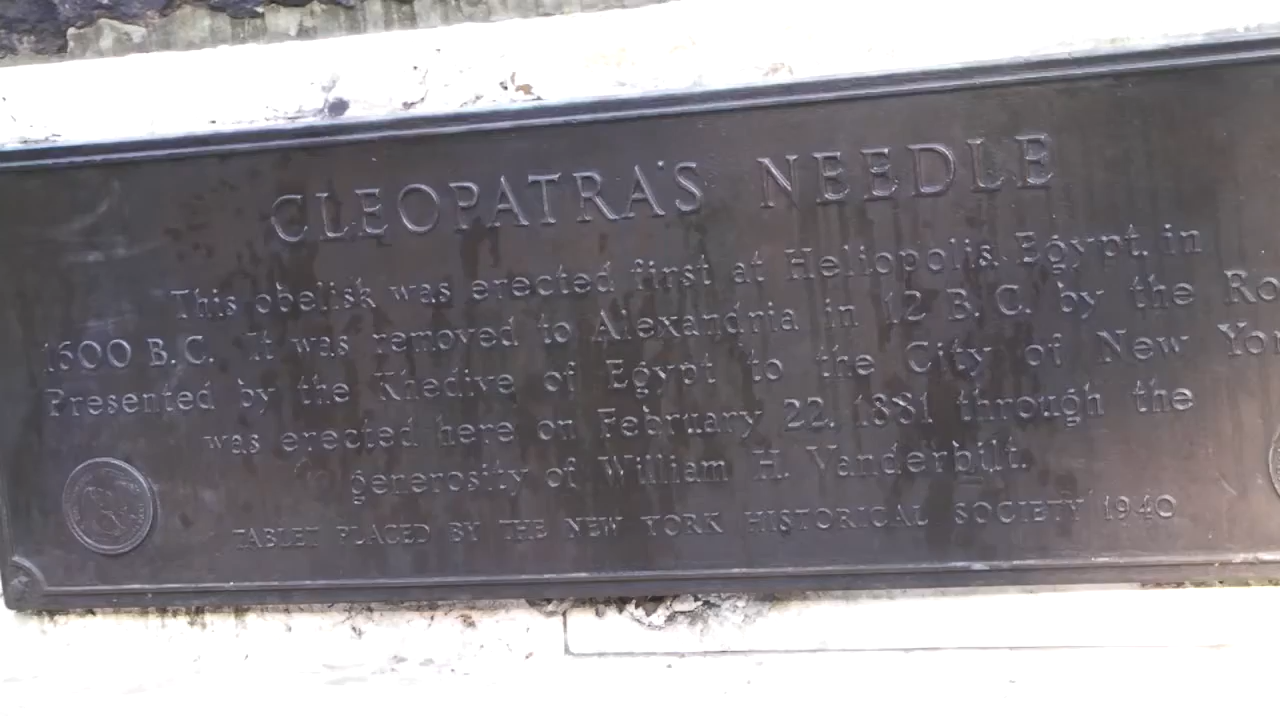 CLEOPATRA'S NEEDLE
This obelisk was erected first at Heliopolis, Egypt, in
1600 B.C. It was removed to Alexandria in 12 B.C. by the
Presented by the Khedive of Egypt to the City of New
was erected here on February 22, 1881 through the
generosity of William H. Vanderbilt.
TABLET PLACED BY THE NEW YORK HISTORICAL SOCIETY 1940